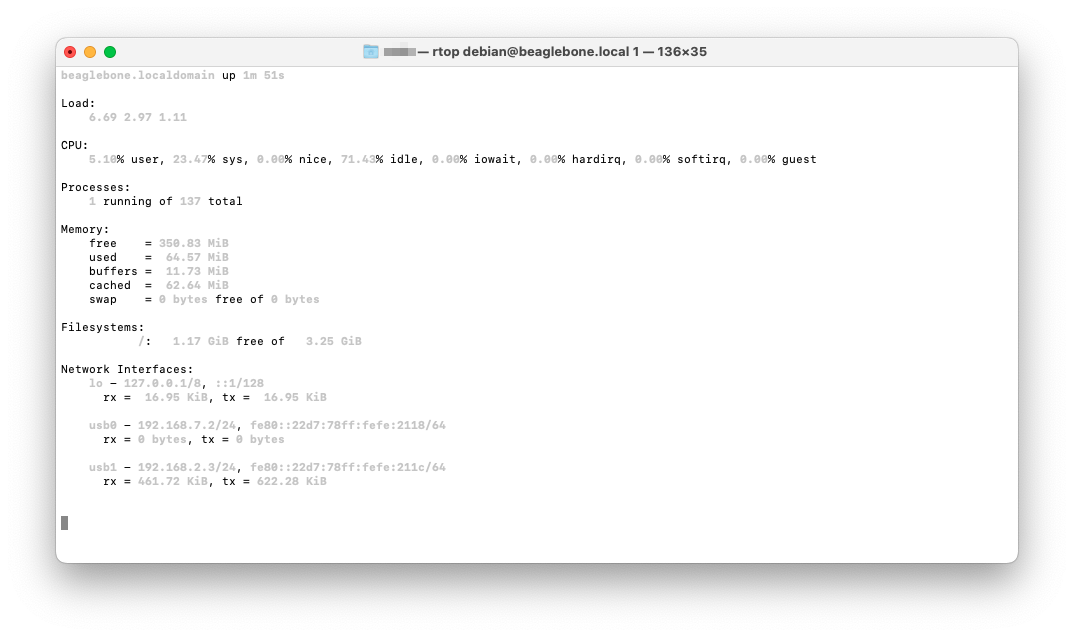 — rtop debian@beaglebone.local 1 — 136×35
beaglebone.localdomain up 1m 51s
Load:
6.69 2.97 1.11
CPU:
5.10% user, 23.47% sys, 0.00% nice, 71.43% idle, 0.00% iowait, 0.00% hardirq, 0.00% softirq, 0.00% guest
Processes:
1 running of 137 total
Memory:
free = 350.83 MiB
used = 64.57 MiB
buffers = 11.73 MiB
cached = 62.64 MiB
swap = 0 bytes free of 0 bytes
Filesystems:
/: 1.17 GiB free of 3.25 GiB
Network Interfaces:
lo – 127.0.0.1/8, ::1/128
rx = 16.95 KiB, tx = 16.95 KiB
usb0 – 192.168.7.2/24, fe80::22d7:78ff:fefe:2118/64
rx = 0 bytes, tx = 0 bytes
usb1 – 192.168.2.3/24, fe80::22d7:78ff:fefe:211c/64
rx = 461.72 KiB, tx = 622.28 KiB